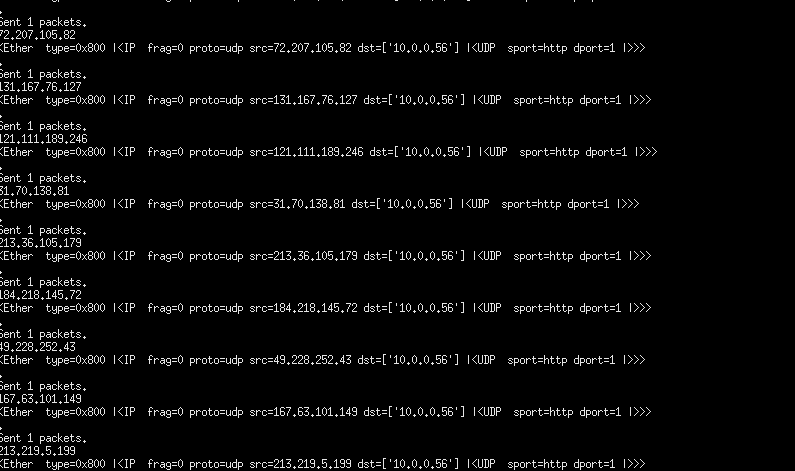 .
Sent 1 packets.
72.207.105.82
<Ether  type=0x800 |<IP  frag=0 proto=udp src=72.207.105.82 dst=['10.0.0.56'] |<UDP  sport=http dport=1 |>>>
.
Sent 1 packets.
131.167.76.127
<Ether  type=0x800 |<IP  frag=0 proto=udp src=131.167.76.127 dst=['10.0.0.56'] |<UDP  sport=http dport=1 |>>>
.
Sent 1 packets.
121.111.189.246
<Ether  type=0x800 |<IP  frag=0 proto=udp src=121.111.189.246 dst=['10.0.0.56'] |<UDP  sport=http dport=1 |>>>
.
Sent 1 packets.
31.70.138.81
<Ether  type=0x800 |<IP  frag=0 proto=udp src=31.70.138.81 dst=['10.0.0.56'] |<UDP  sport=http dport=1 |>>>
.
Sent 1 packets.
213.36.105.179
<Ether  type=0x800 |<IP  frag=0 proto=udp src=213.36.105.179 dst=['10.0.0.56'] |<UDP  sport=http dport=1 |>>>
.
Sent 1 packets.
184.218.145.72
<Ether  type=0x800 |<IP  frag=0 proto=udp src=184.218.145.72 dst=['10.0.0.56'] |<UDP  sport=http dport=1 |>>>
.
Sent 1 packets.
49.228.252.43
<Ether  type=0x800 |<IP  frag=0 proto=udp src=49.228.252.43 dst=['10.0.0.56'] |<UDP  sport=http dport=1 |>>>
.
Sent 1 packets.
167.63.101.149
<Ether  type=0x800 |<IP  frag=0 proto=udp src=167.63.101.149 dst=['10.0.0.56'] |<UDP  sport=http dport=1 |>>>
.
Sent 1 packets.
213.219.5.199
<Ether  type=0x800 |<IP  frag=0 proto=udp src=213.219.5.199 dst=['10.0.0.56'] |<UDP  sport=http dport=1 |>>>